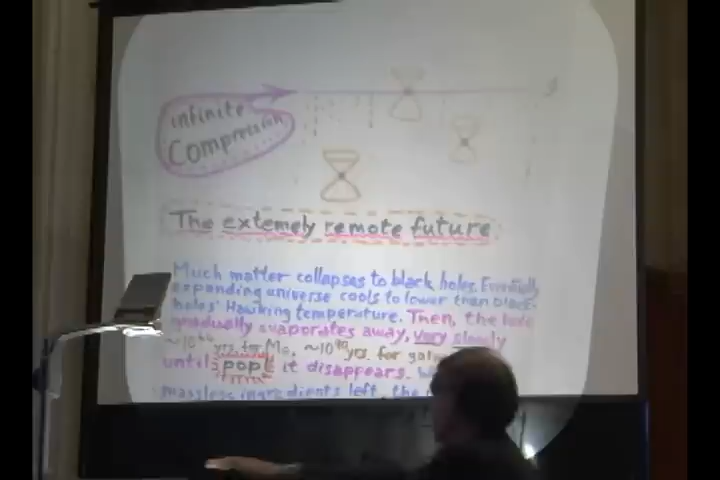 infinite
Compression
The extemely remote future
Much matter collapses to black holes. Eventually
expanding universe cools to lower than black-
holes' Hawking temperature. Then, the hole
gradually evaporates away, very slowly
yrs. for M⊙, yrs. for
until pop! it disappears.
massless ingredients left, the